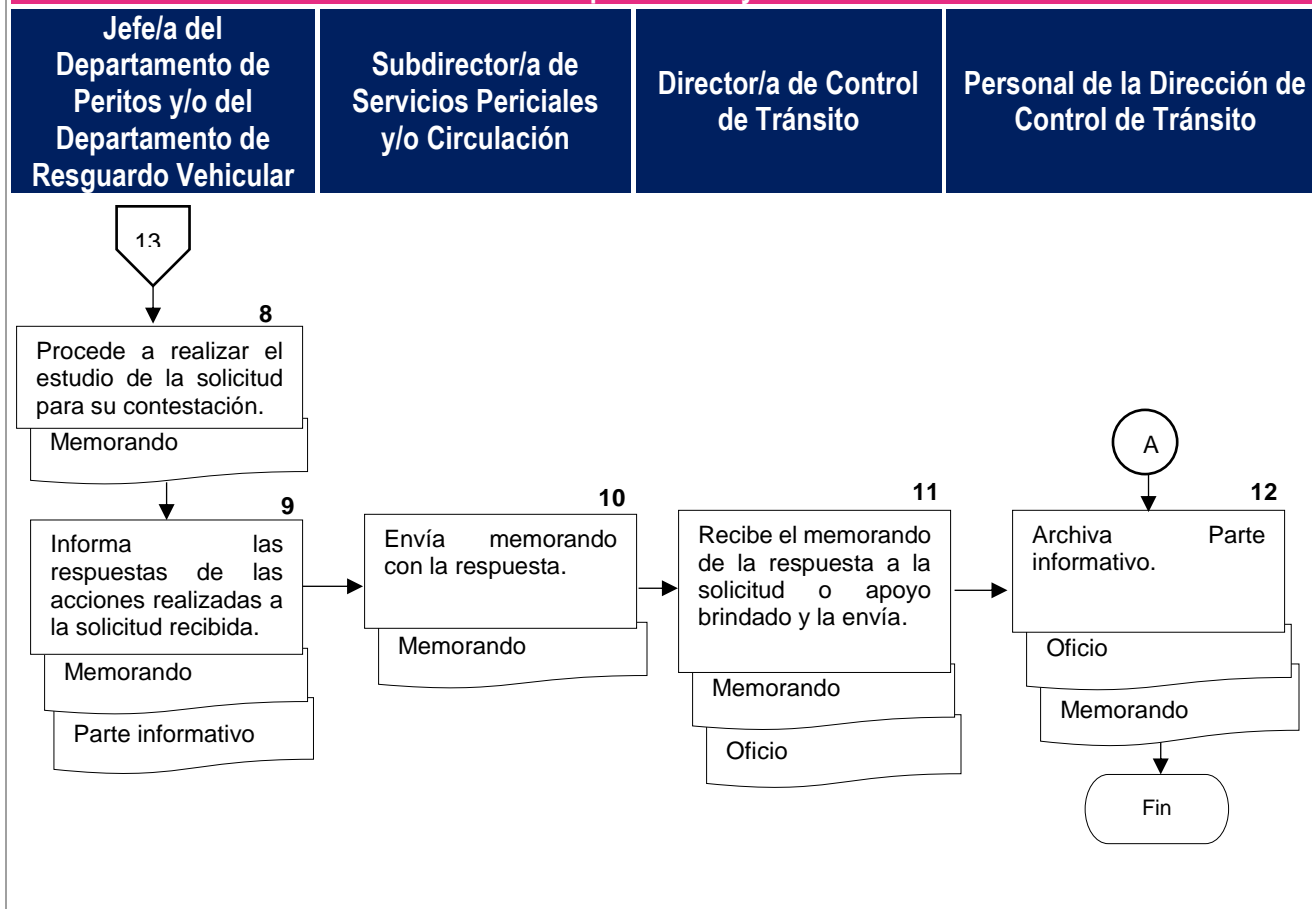 Jefe/a del
Departamento de
Peritos y/o del
Departamento de
Resguardo Vehicular
Subdirector/a de
Servicios Periciales
y/o Circulación
Director/a de Control
de Tránsito
Personal de la Dirección de
Control de Tránsito
13
8
Procede a realizar el
estudio de la solicitud
para su contestación.
Memorando
9
Informa las
respuestas de las
acciones realizadas a
la solicitud recibida.
Memorando
Parte informativo
10
Envía memorando
con la respuesta.
Memorando
11
Recibe el memorando
de la respuesta a la
solicitud o apoyo
brindado y la envía.
Memorando
Oficio
A
12
Archiva Parte
informativo.
Oficio
Memorando
Fin